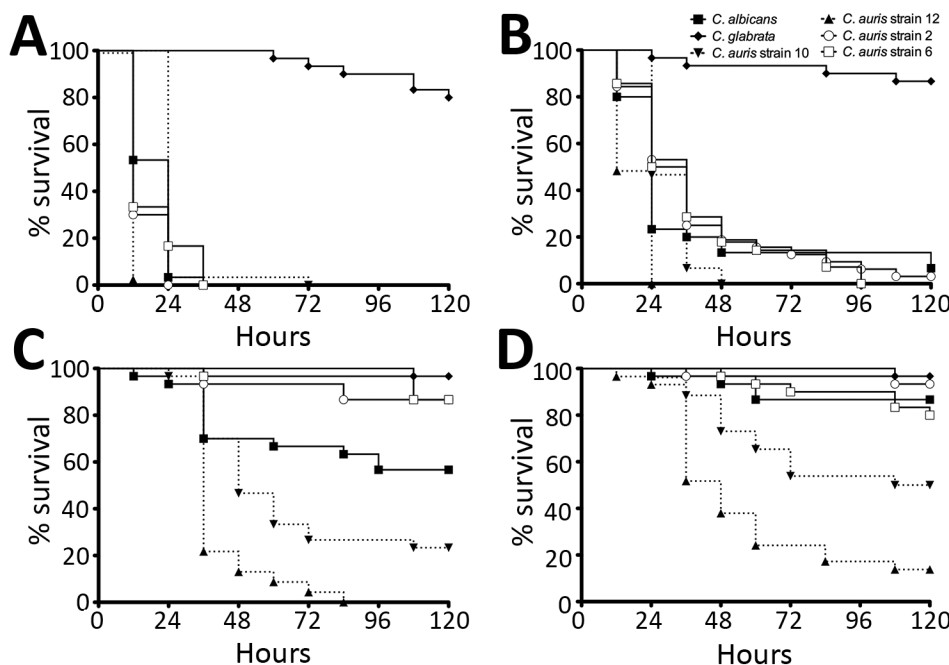 A
B
C. albicans
C. glabrata
C. auris strain 10
C. auris strain 12
C. auris strain 2
C. auris strain 6
% survival
100
80
60
40
20
0
0 24 48 72 96 120
Hours
% survival
100
80
60
40
20
0
0 24 48 72 96 120
Hours
C
D
% survival
100
80
60
40
20
0
0 24 48 72 96 120
Hours
% survival
100
80
60
40
20
0
0 24 48 72 96 120
Hours